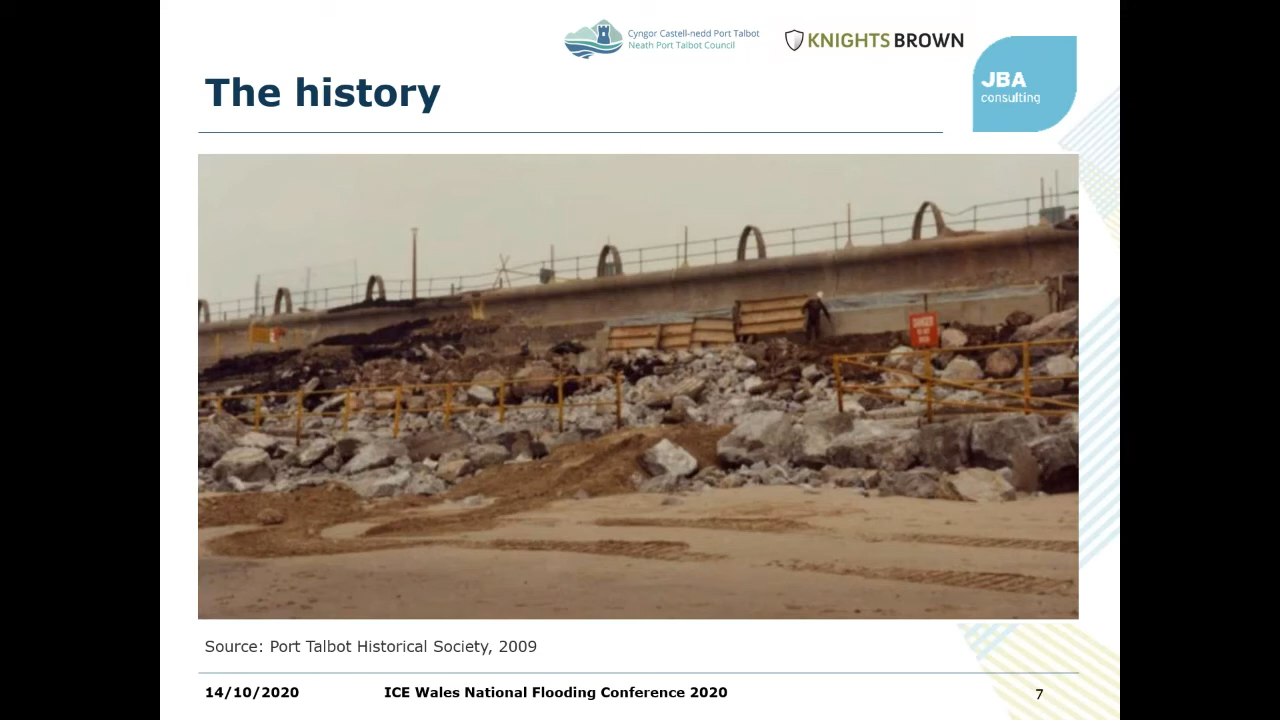 Cyngor Castell-nedd Port Talbot
Neath Port Talbot Council
KNIGHTS BROWN
JBA
consulting
The history
DANGER
Source: Port Talbot Historical Society, 2009
14/10/2020 ICE Wales National Flooding Conference 2020 7